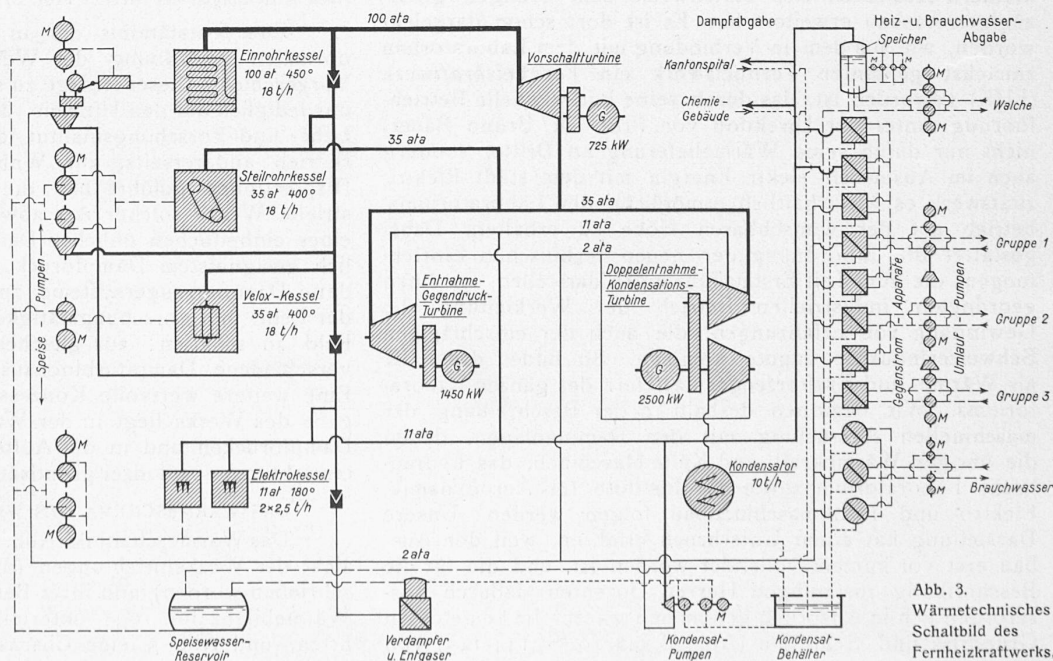 100 ata
Dampfabgabe
Heiz-u. Brauchwasser-
Abgabe
Speicher
M
M
Einrohrkessel
100 at 450°
18 t/h
Vorschaltturbine
Kantonspital
Chemie-
Gebäude
Walche
M
M
G
725 kW
35 ata
M
Steilrohrkessel
35 at 400°
18 t/h
35 ata
11 ata
2 ata
M
Gruppe 1
Speise - Pumpen
Velox-Kessel
35 at 400°
18 t/h
Entnahme-
Gegendruck-
Turbine
Doppelentnahme-
Kondensations-
Turbine
Gegenstrom - Apparate
Umlauf - Pumpen
Gruppe 2
M
G
1450 kW
G
2500 kW
Gruppe 3
M
11 ata
M
Elektrokessel
11 at 180°
2×2,5 t/h
Kondensator
10 t/h
Brauchwasser
M
M
2 ata
M
Speisewasser-
Reservoir
Verdampfer
u. Entgaser
Kondensat-
Pumpen
Kondensat-
Behälter
Abb. 3.
Wärmetechnisches
Schaltbild des
Fernheizkraftwerks.